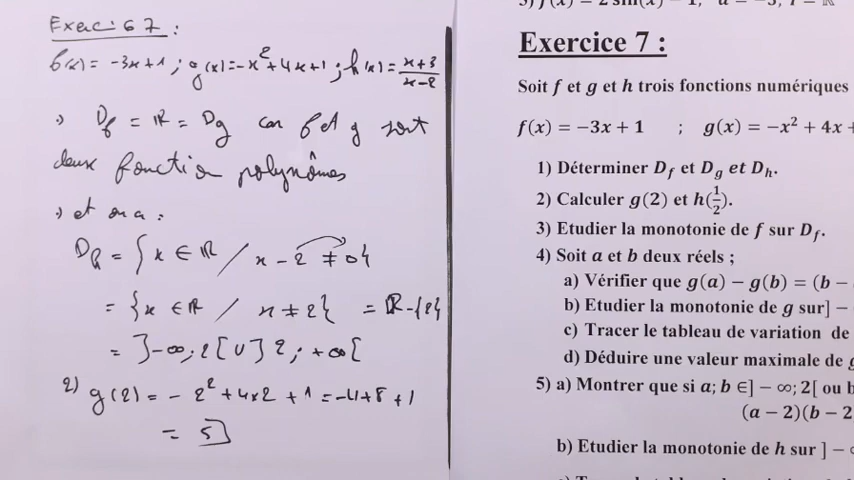 Exercice 7 :
f(x) = -3x+1 ; g(x) = -x²+4x+1 ; h(x) = x+3/x-2
1) Df = ℝ = Dg car f et g sont
deux fonction polynômes
→ et on a :
Dh = { x ∈ ℝ / x - 2 ≠ 0 }
= { x ∈ ℝ / x ≠ 2 } = ℝ - {2}
= ]-∞; 2[ ∪ ] 2; +∞[
2) g(2) = - 2² + 4×2 + 1 = -4+8+1
= 5
Exercice 7 :
Soit f et g et h trois fonctions numériques
f(x) = −3x + 1 ; g(x) = −x² + 4x +
1) Déterminer Df et Dg et Dh.
2) Calculer g(2) et h(1/2).
3) Etudier la monotonie de f sur Df.
4) Soit a et b deux réels ;
a) Vérifier que g(a) − g(b) = (b −
b) Etudier la monotonie de g sur] −
c) Tracer le tableau de variation de
d) Déduire une valeur maximale de g
5) a) Montrer que si a; b ∈] − ∞; 2[ ou
(a − 2)(b − 2
b) Etudier la monotonie de h sur ] −